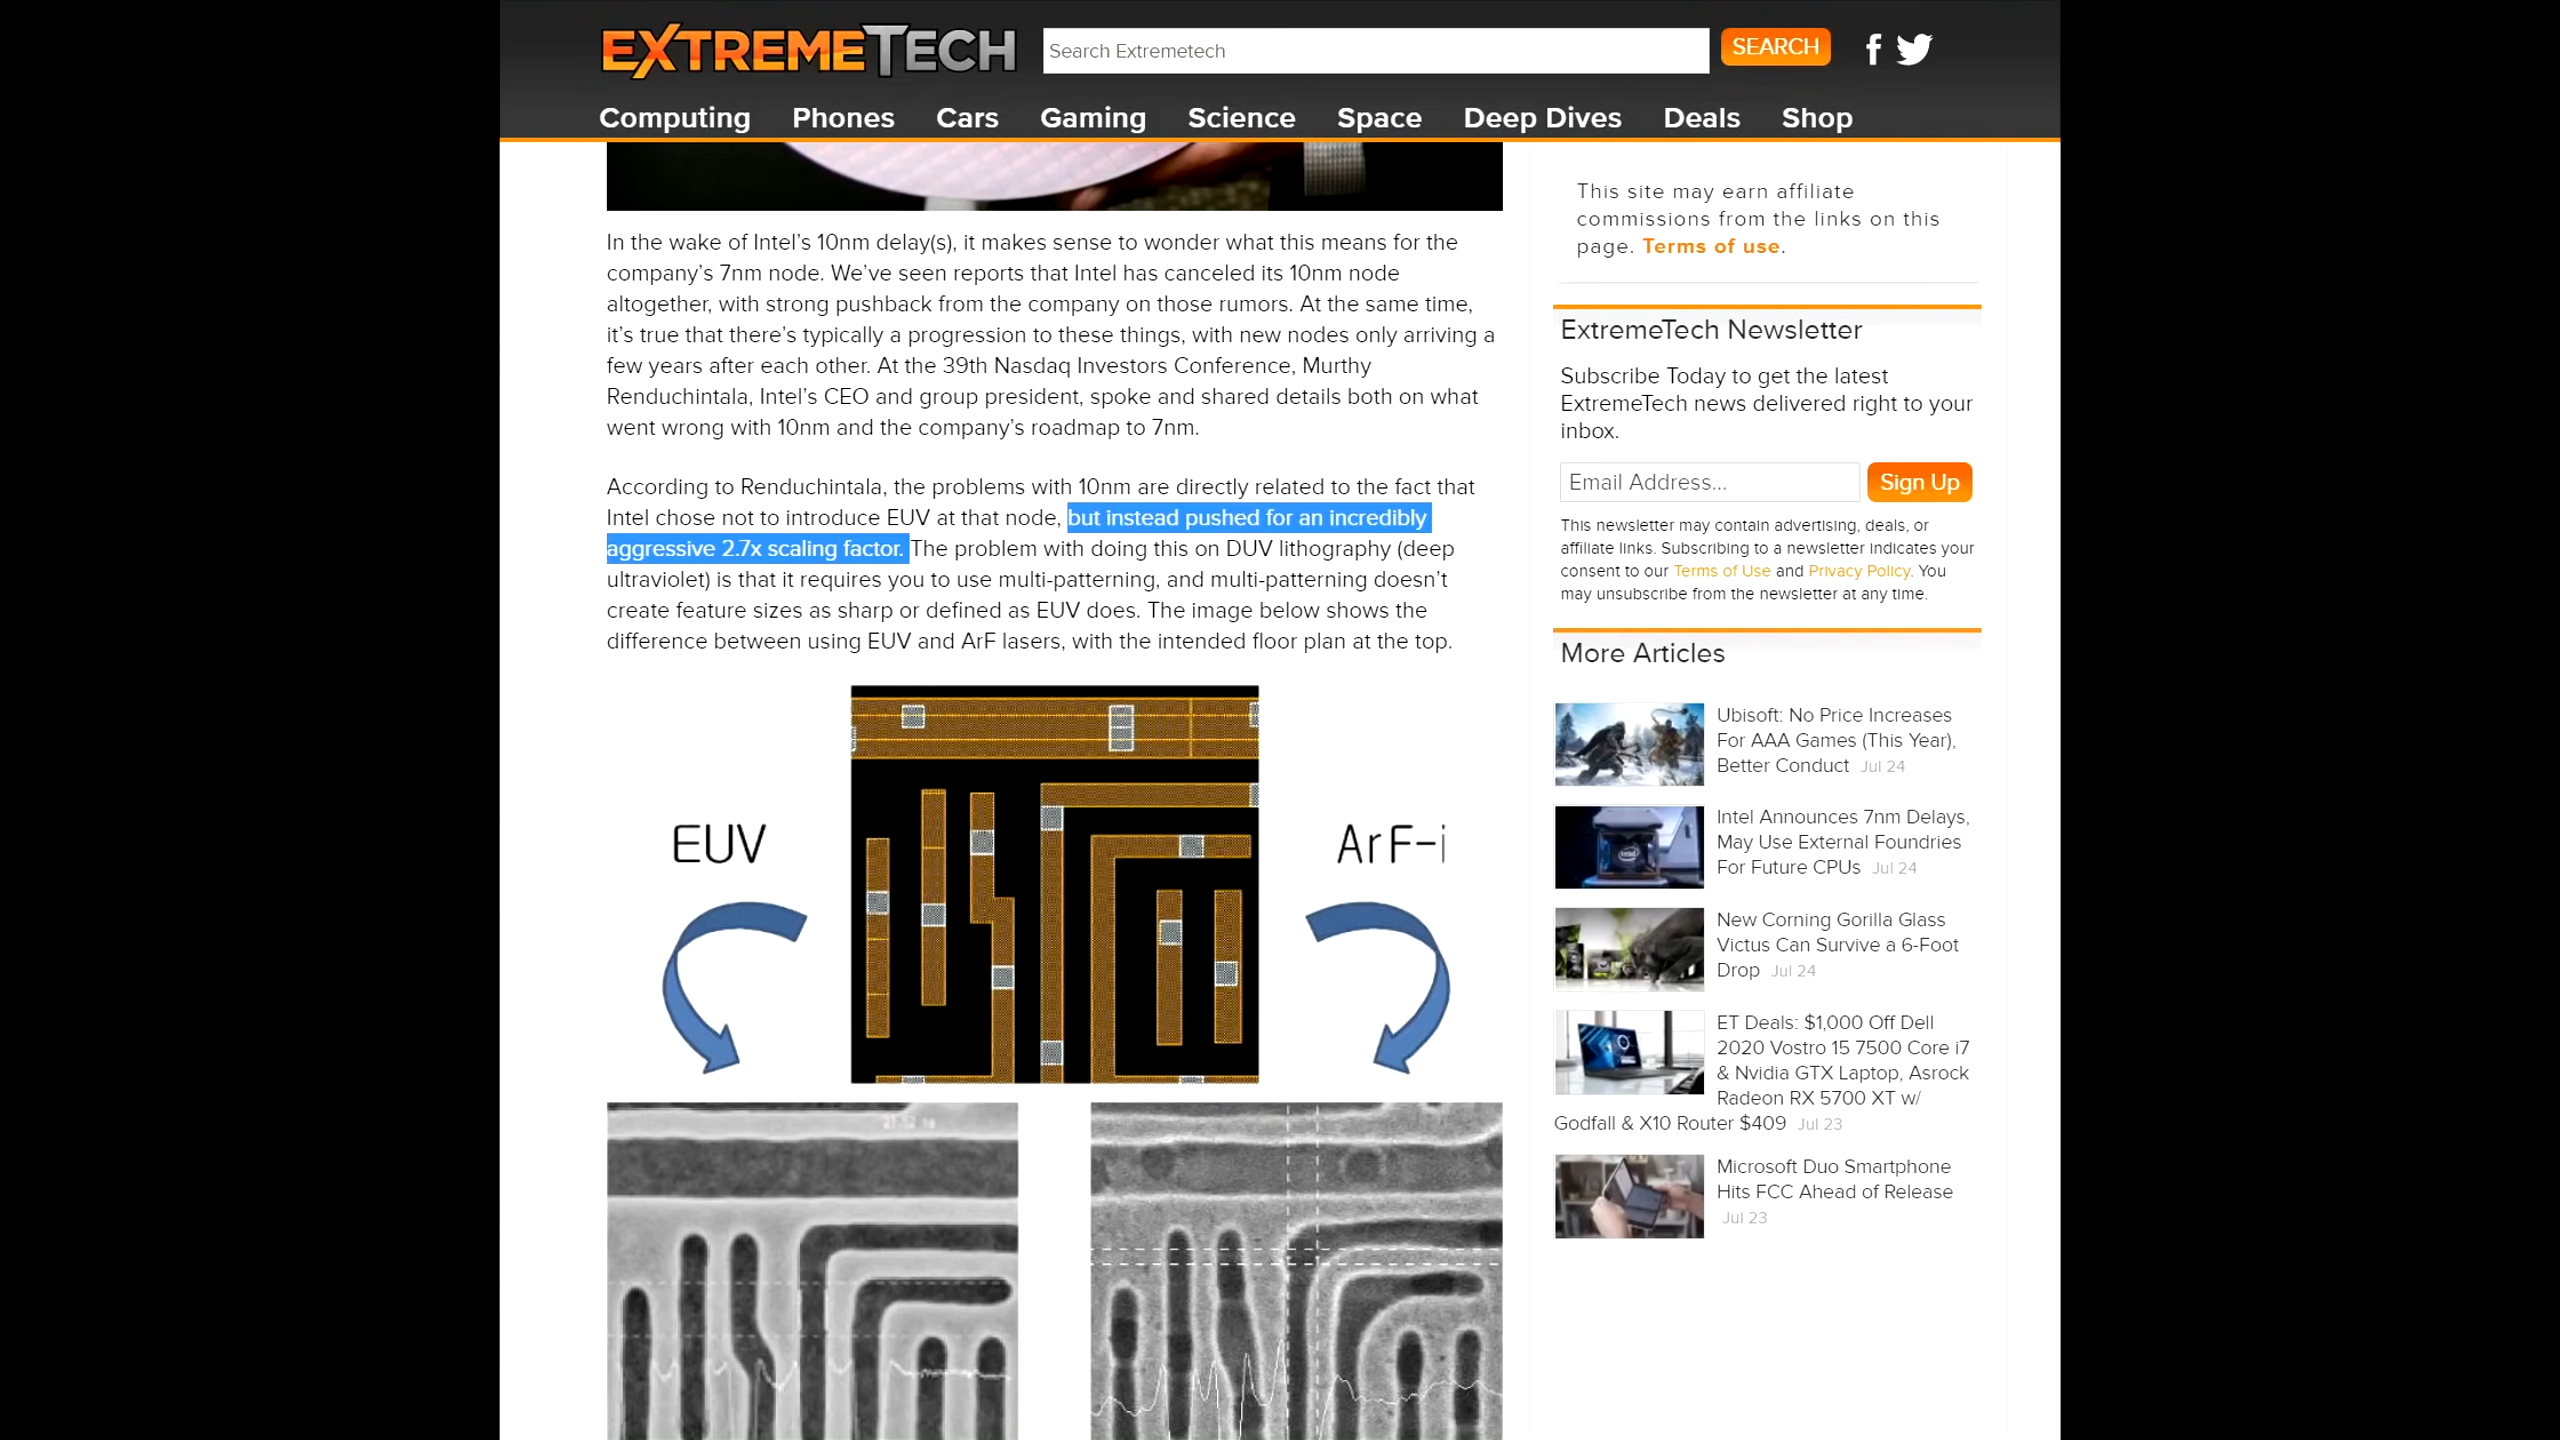 EXTREMETECH
Search Extremetech
SEARCH
Computing Phones Cars Gaming Science Space Deep Dives Deals Shop
In the wake of Intel's 10nm delay(s), it makes sense to wonder what this means for the
company's 7nm node. We've seen reports that Intel has canceled its 10nm node
altogether, with strong pushback from the company on those rumors. At the same time,
it's true that there's typically a progression to these things, with new nodes only arriving a
few years after each other. At the 39th Nasdaq Investors Conference, Murthy
Renduchintala, Intel's CEO and group president, spoke and shared details both on what
went wrong with 10nm and the company's roadmap to 7nm.
According to Renduchintala, the problems with 10nm are directly related to the fact that
Intel chose not to introduce EUV at that node, but instead pushed for an incredibly
aggressive 2.7x scaling factor. The problem with doing this on DUV lithography (deep
ultraviolet) is that it requires you to use multi-patterning, and multi-patterning doesn't
create feature sizes as sharp or defined as EUV does. The image below shows the
difference between using EUV and ArF lasers, with the intended floor plan at the top.
EUV
ArF-i
This site may earn affiliate
commissions from the links on this
page. Terms of use.
ExtremeTech Newsletter
Subscribe Today to get the latest
ExtremeTech news delivered right to your
inbox.
Email Address...
Sign Up
This newsletter may contain advertising, deals, or
affiliate links. Subscribing to a newsletter indicates your
consent to our Terms of Use and Privacy Policy. You
may unsubscribe from the newsletter at any time.
More Articles
Ubisoft: No Price Increases
For AAA Games (This Year),
Better Conduct Jul 24
Intel Announces 7nm Delays,
May Use External Foundries
For Future CPUs Jul 24
New Corning Gorilla Glass
Victus Can Survive a 6-Foot
Drop Jul 24
ET Deals: $1,000 Off Dell
2020 Vostro 15 7500 Core i7
& Nvidia GTX Laptop, Asrock
Radeon RX 5700 XT w/
Godfall & X10 Router $409 Jul 23
Microsoft Duo Smartphone
Hits FCC Ahead of Release
Jul 23